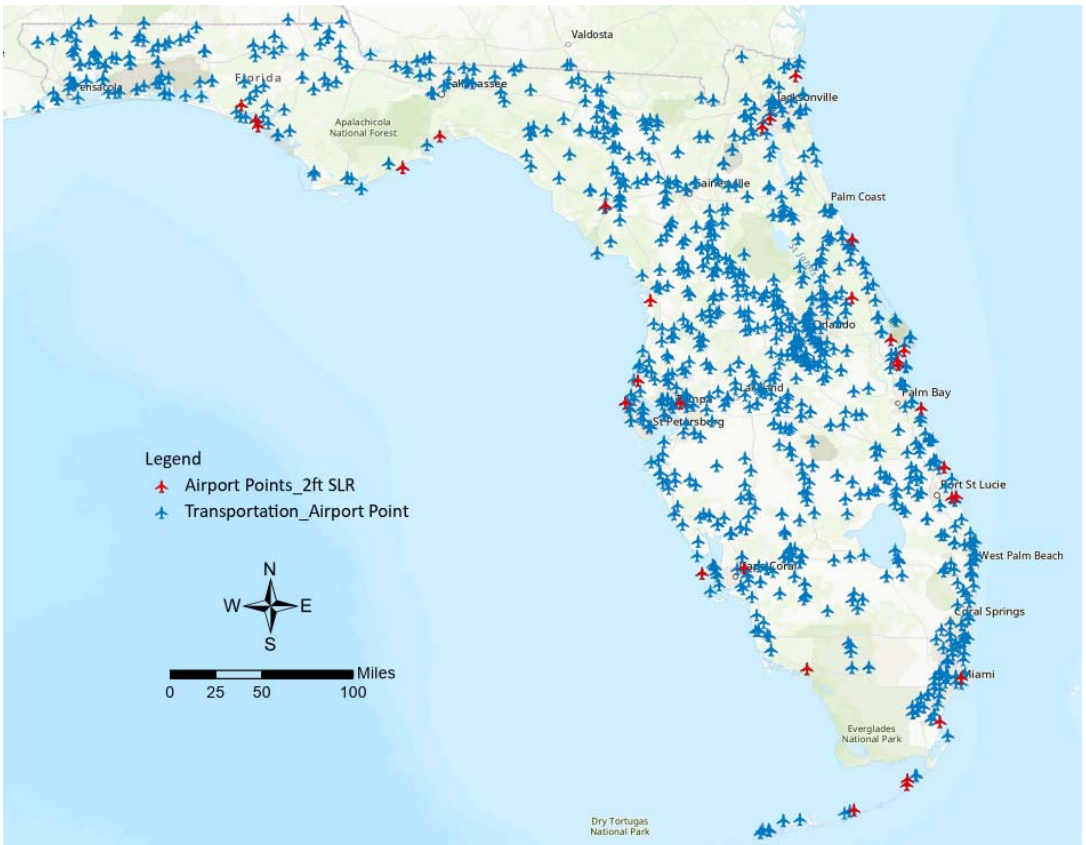 Valdosta
Florida
Pensacola
Tallahassee
Jacksonville
Apalachicola
National Forest
Gainesville
Palm Coast
St Johns
Orlando
Lakeland
Palm Bay
Tampa
St Petersburg
Legend
Airport Points_2ft SLR
Transportation_Airport Point
Port St Lucie
N
W
E
S
West Palm Beach
Cape Coral
Coral Springs
Miles
0 25 50 100
Miami
Everglades
National Park
Dry Tortugas
National Park